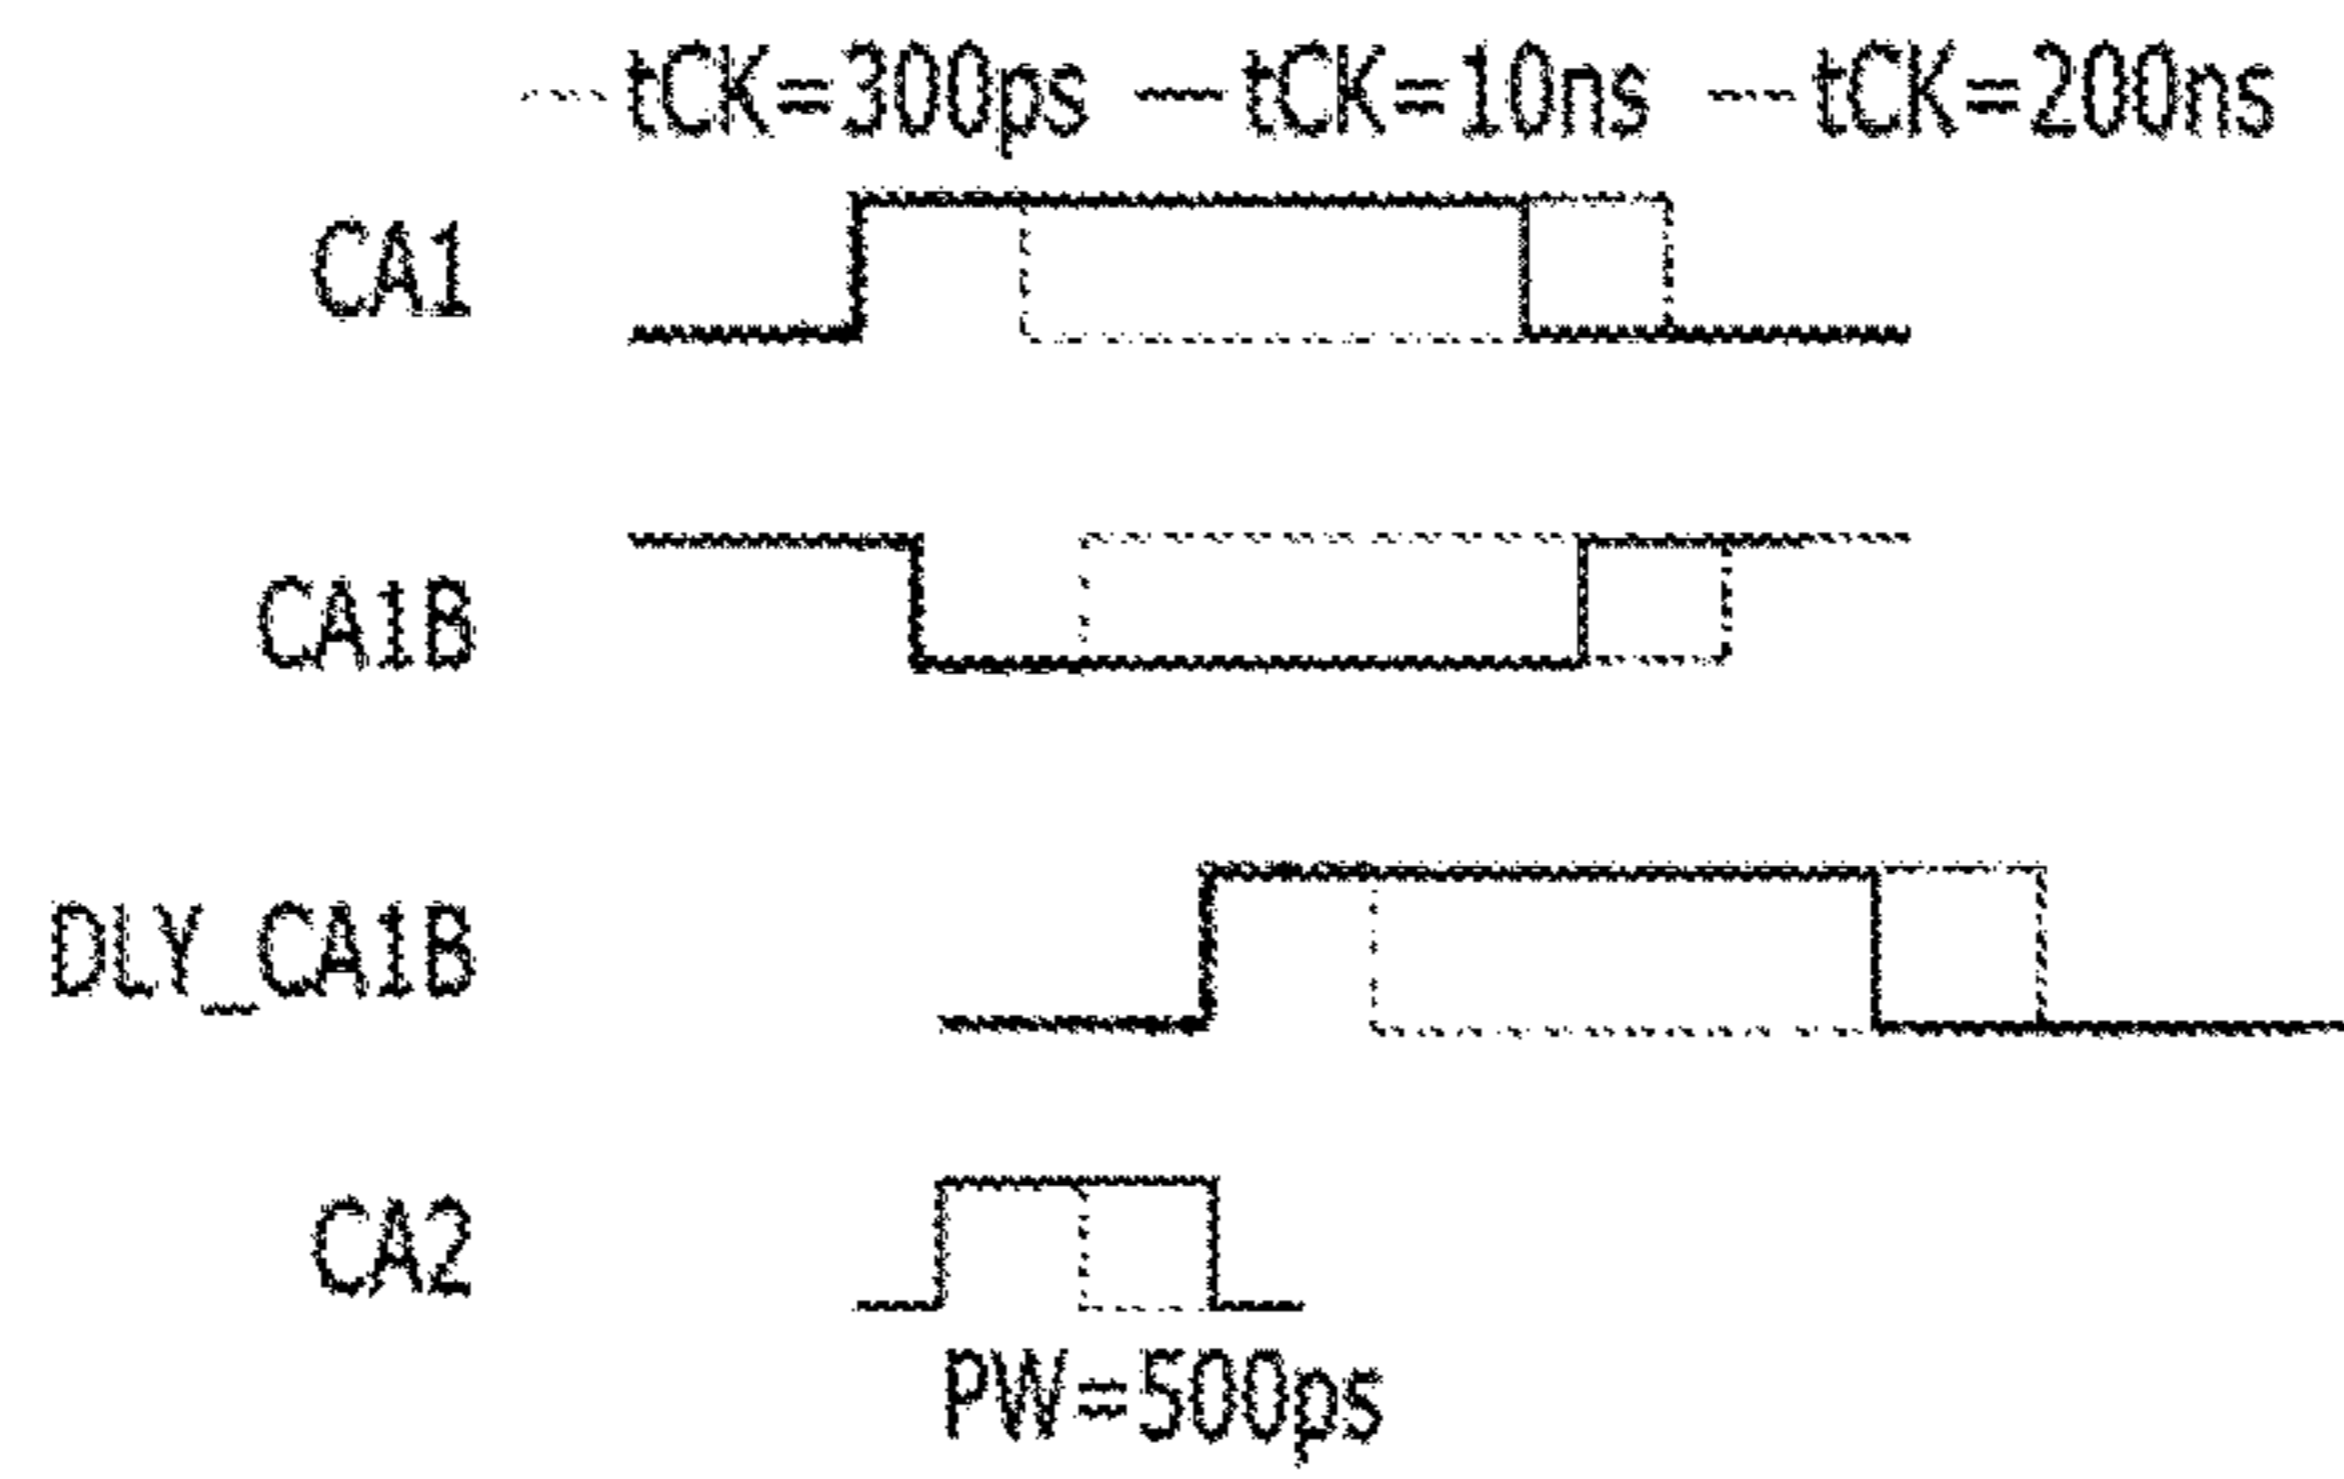 tCK=300ps tCK=10ns tCK=200ns
CA1
CA1B
DLY_CA1B
CA2
PW=500ps